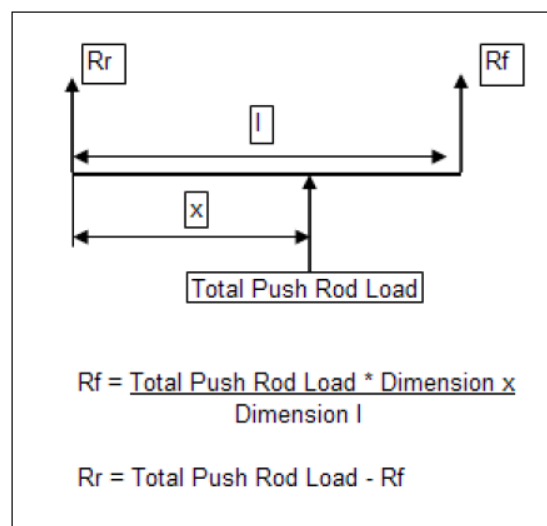 Rr
Rf
l
x
Total Push Rod Load
Rf = Total Push Rod Load * Dimension x
Dimension l
Rr = Total Push Rod Load - Rf